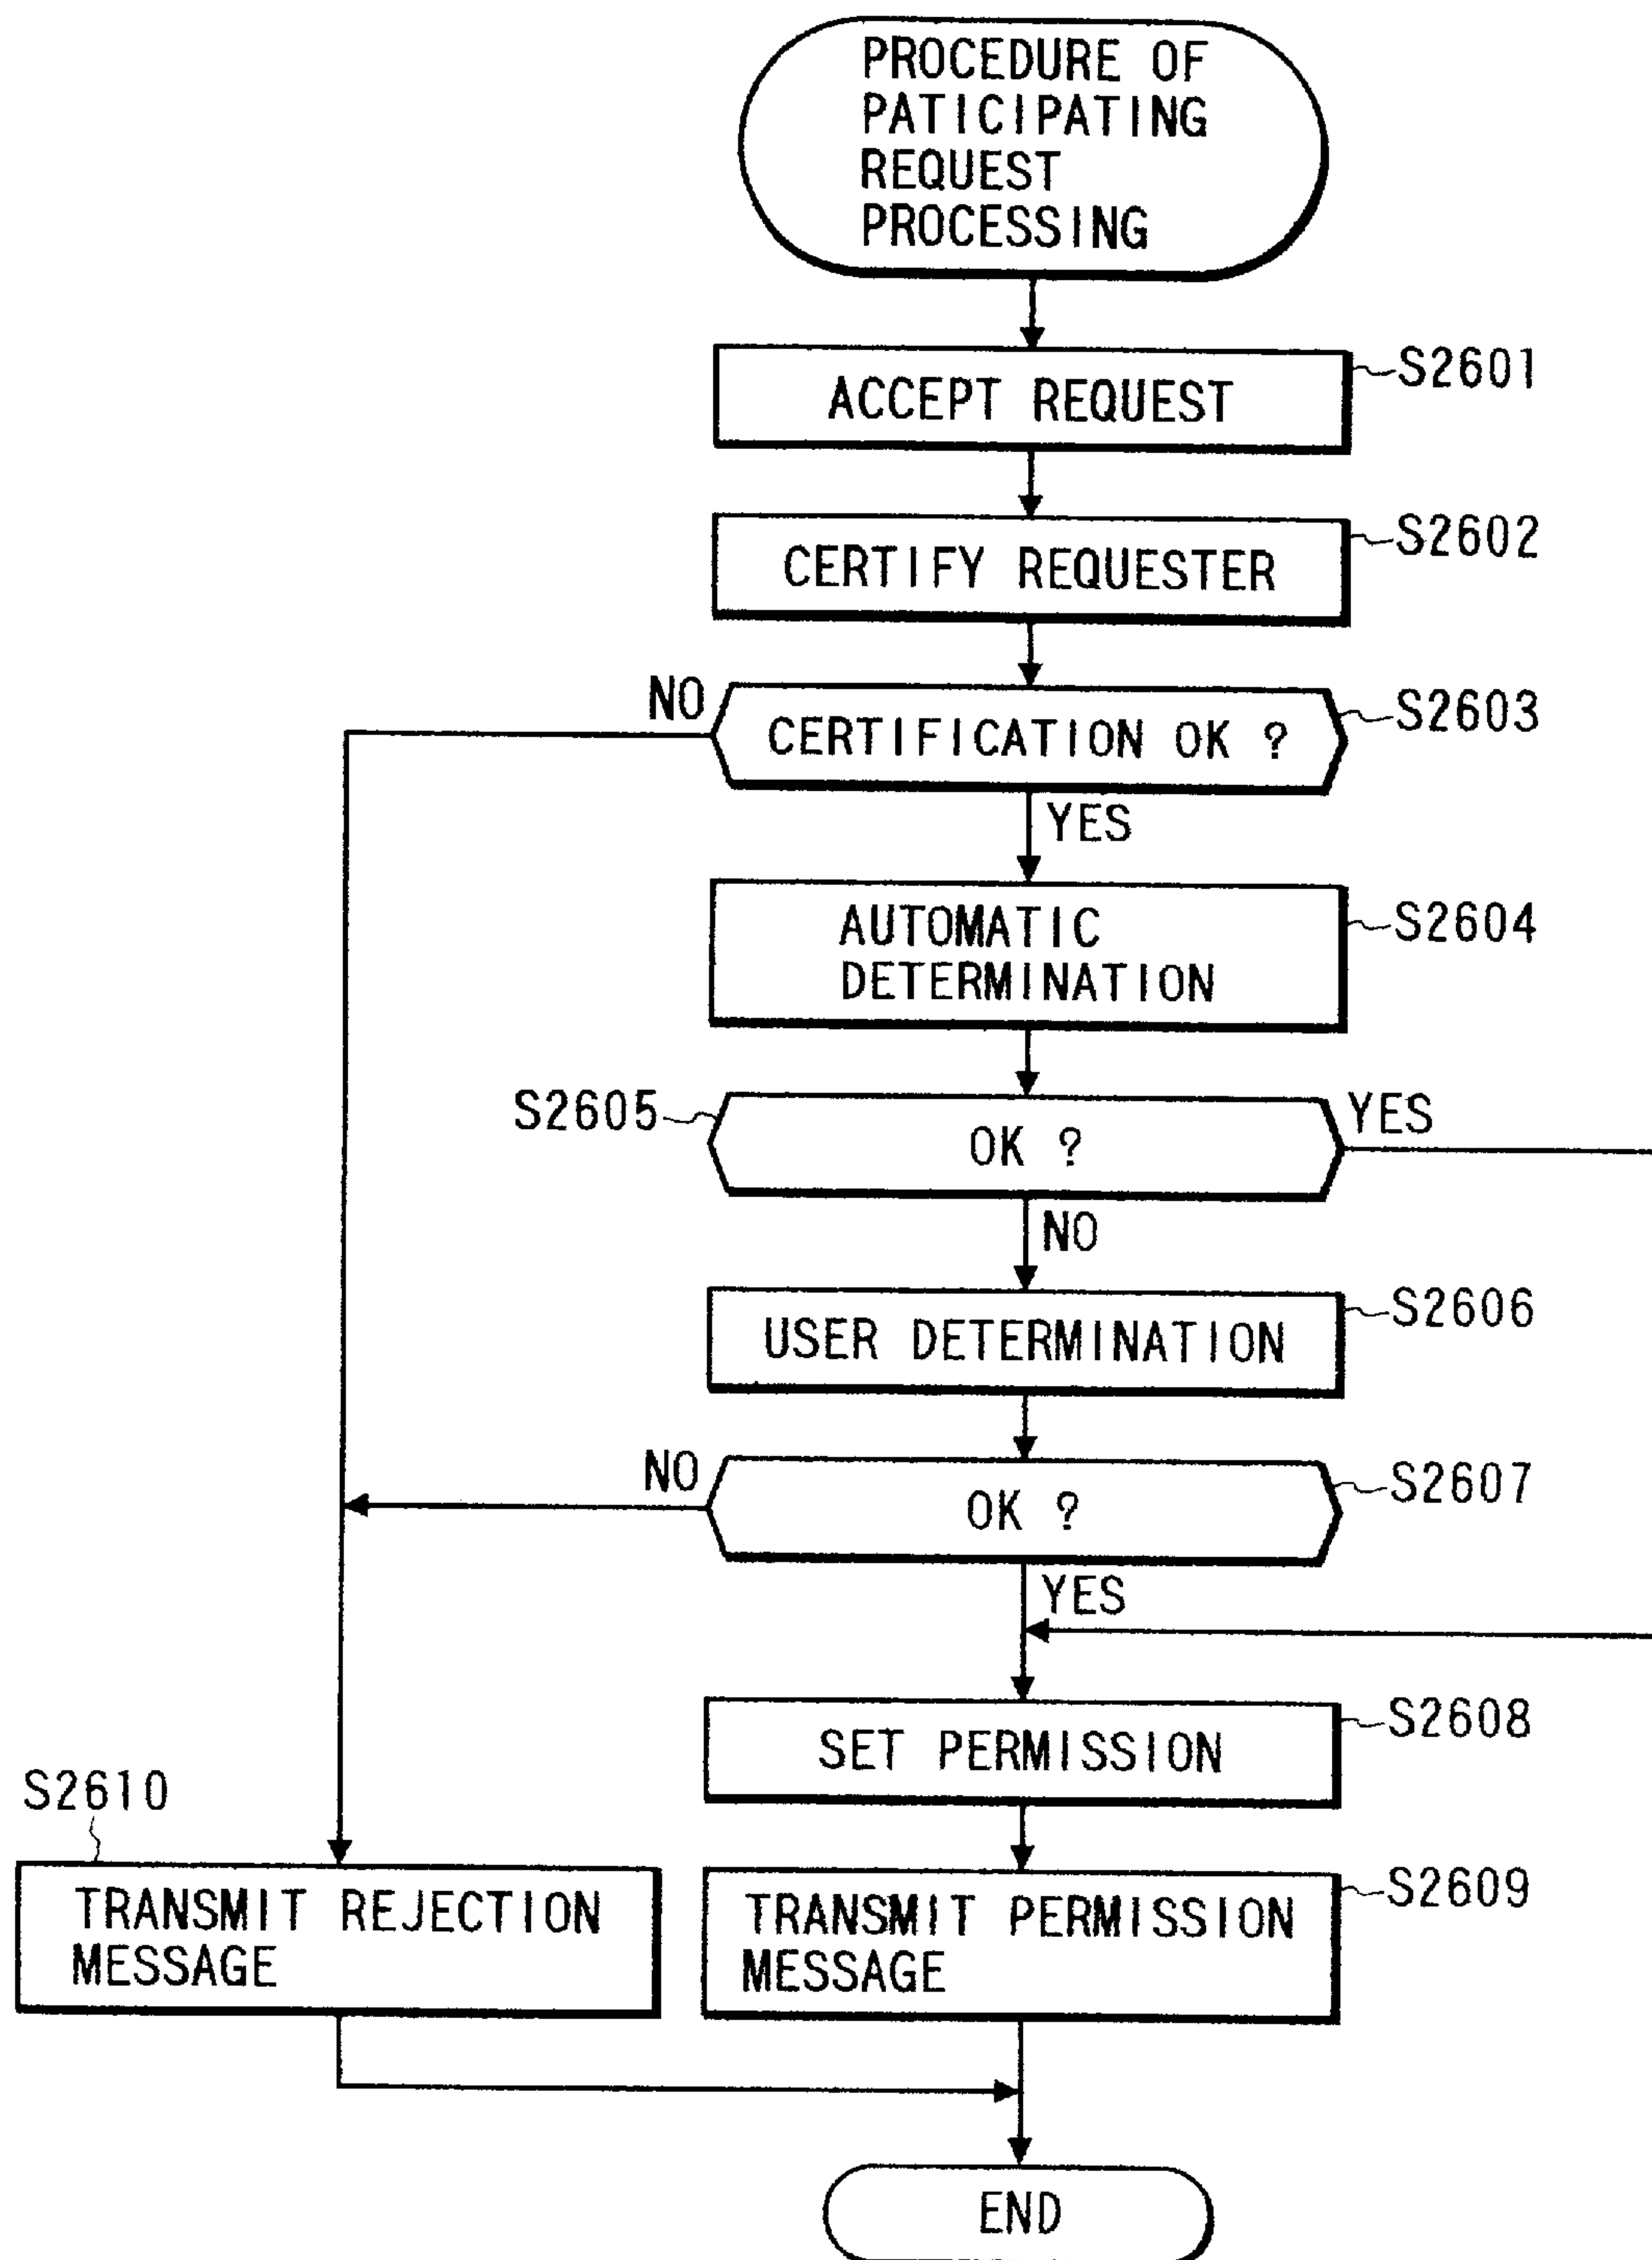 PROCEDURE OF
PATICIPATING
REQUEST
PROCESSING
ACCEPT REQUEST
S2601
CERTIFY REQUESTER
S2602
NO
CERTIFICATION OK ?
S2603
YES
AUTOMATIC
DETERMINATION
S2604
S2605
OK ?
YES
NO
USER DETERMINATION
S2606
NO
OK ?
S2607
YES
SET PERMISSION
S2608
S2610
TRANSMIT REJECTION
MESSAGE
TRANSMIT PERMISSION
MESSAGE
S2609
END